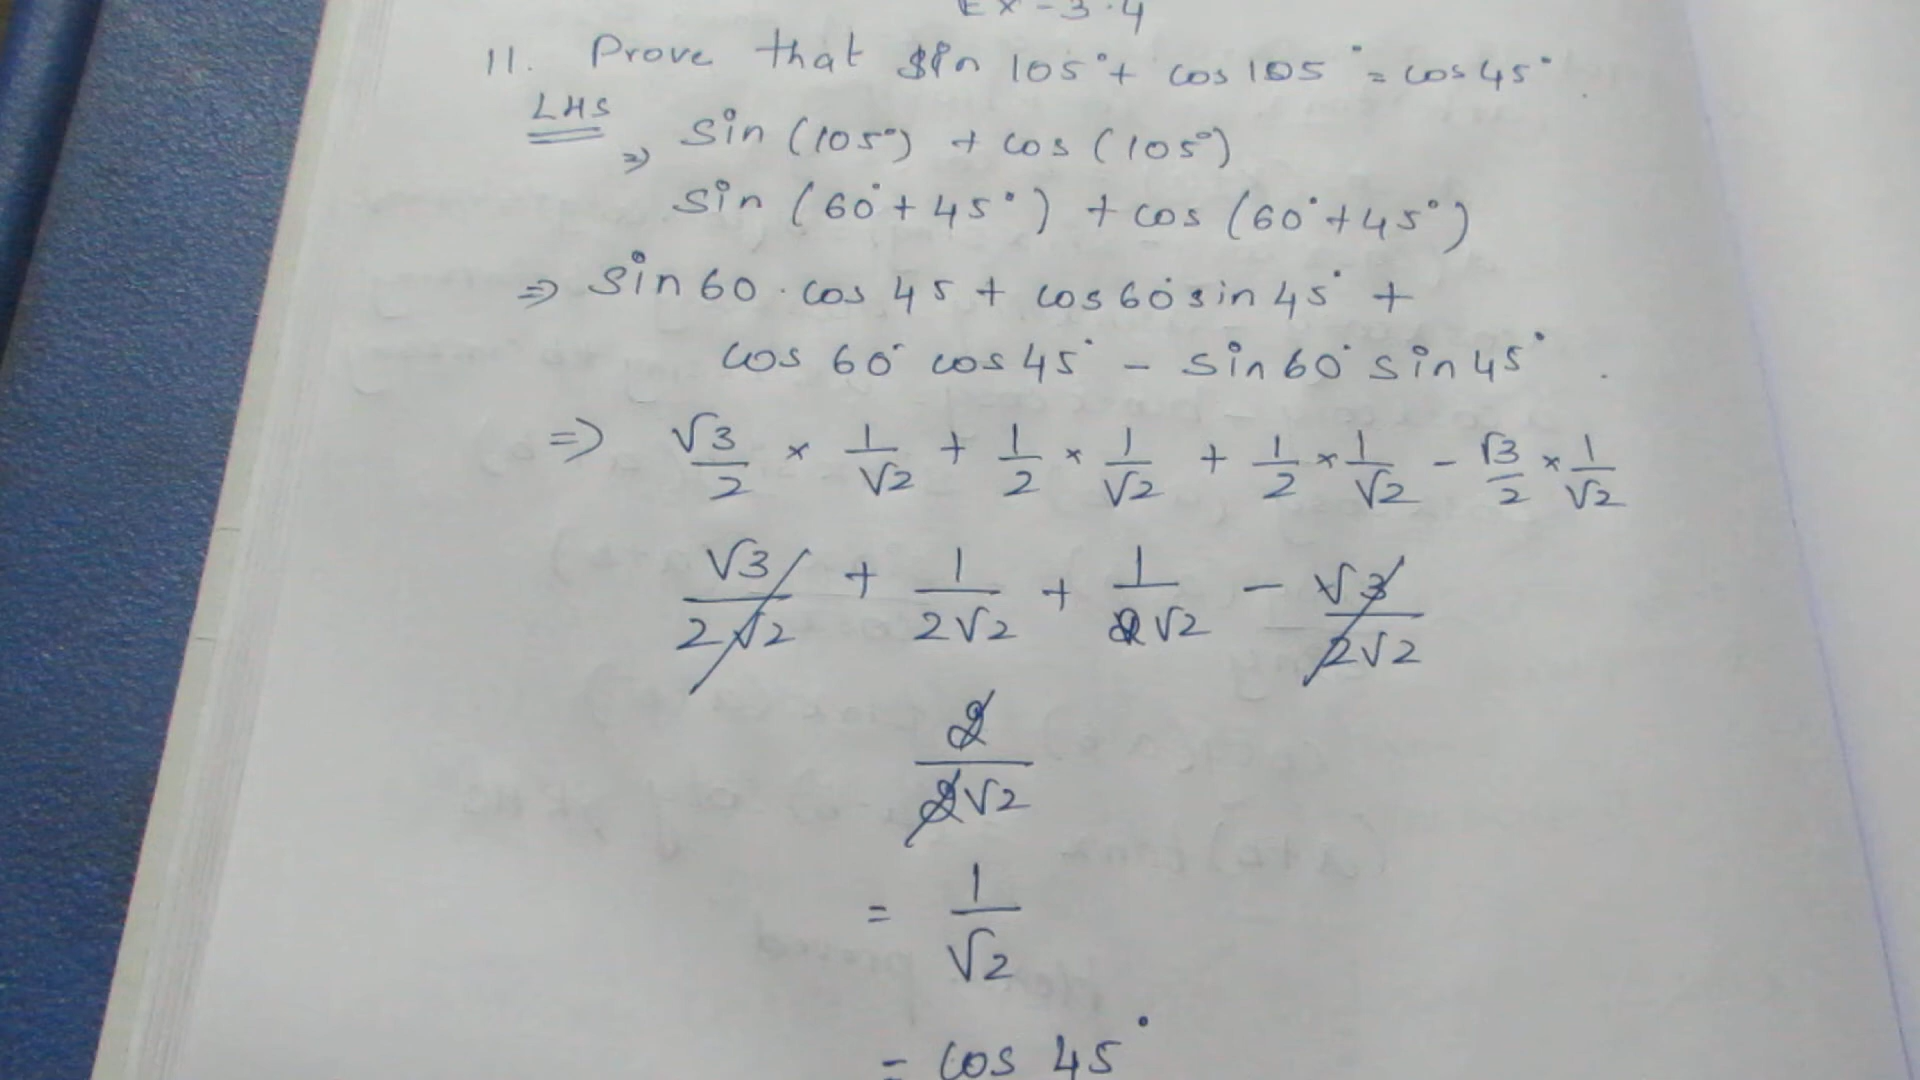 Ex - 3.4
11. Prove that sin 105° + cos 105° = cos 45°
LHS
⇒ sin (105°) + cos (105°)
sin (60° + 45°) + cos (60° + 45°)
⇒ sin 60 . cos 45 + cos 60° sin 45° +
cos 60° cos 45° - sin 60° sin 45°.
⇒ √3/2 × 1/√2 + 1/2 × 1/√2 + 1/2 × 1/√2 - √3/2 × 1/√2
√3/2√2 + 1/2√2 + 1/2√2 - √3/2√2
2/2√2
= 1/√2
= cos 45°